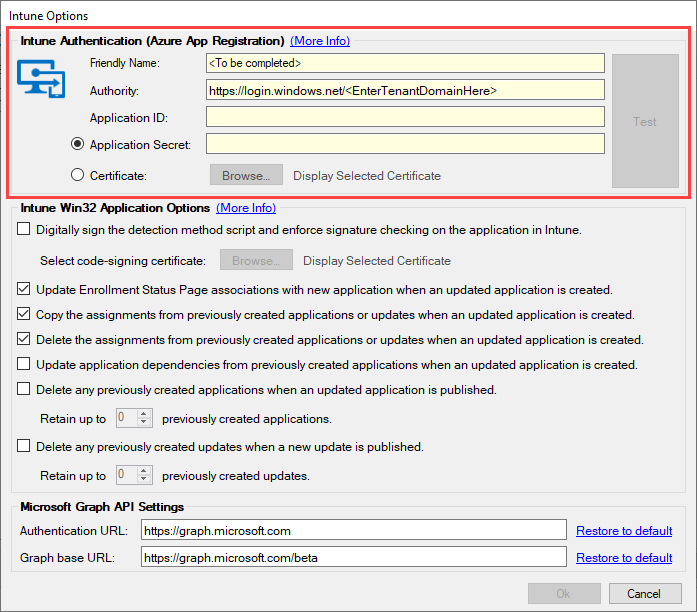 Intune Options
Intune Authentication (Azure App Registration) (More Info)
Friendly Name: <To be completed>
Authority: https://login.windows.net/<EnterTenantDomainHere>
Application ID:
Application Secret:
Test
Certificate: Browse... Display Selected Certificate
Intune Win32 Application Options (More Info)
Digitally sign the detection method script and enforce signature checking on the application in Intune.
Select code-signing certificate: Browse... Display Selected Certificate
Update Enrollment Status Page associations with new application when an updated application is created.
Copy the assignments from previously created applications or updates when an updated application is created.
Delete the assignments from previously created applications or updates when an updated application is created.
Update application dependencies from previously created applications when an updated application is created.
Delete any previously created applications when an updated application is published.
Retain up to 0 previously created applications.
Delete any previously created updates when a new update is published.
Retain up to 0 previously created updates.
Microsoft Graph API Settings
Authentication URL: https://graph.microsoft.com Restore to default
Graph base URL: https://graph.microsoft.com/beta Restore to default
Ok Cancel